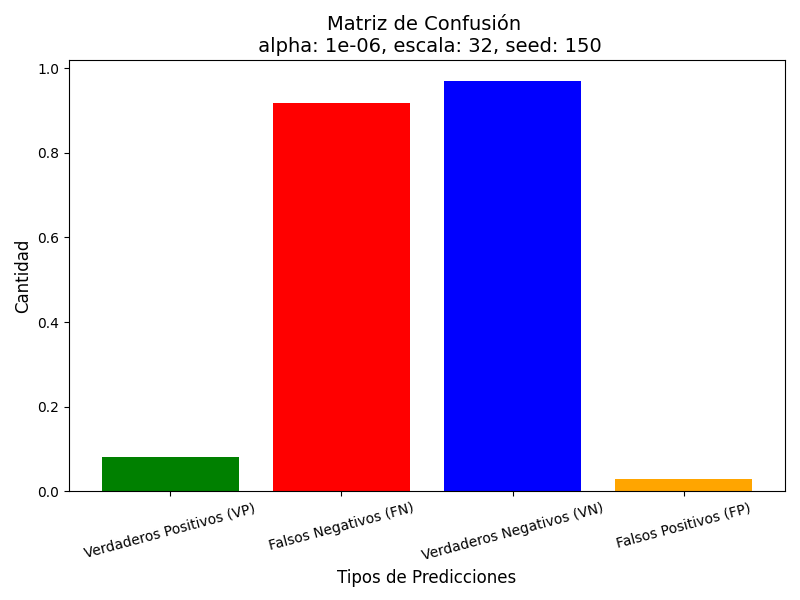 Matriz de Confusión
alpha: 1e-06, escala: 32, seed: 150
1.0
0.8
0.6
0.4
0.2
0.0
Cantidad
Verdaderos Positivos (VP)
Falsos Negativos (FN)
Verdaderos Negativos (VN)
Falsos Positivos (FP)
Tipos de Predicciones